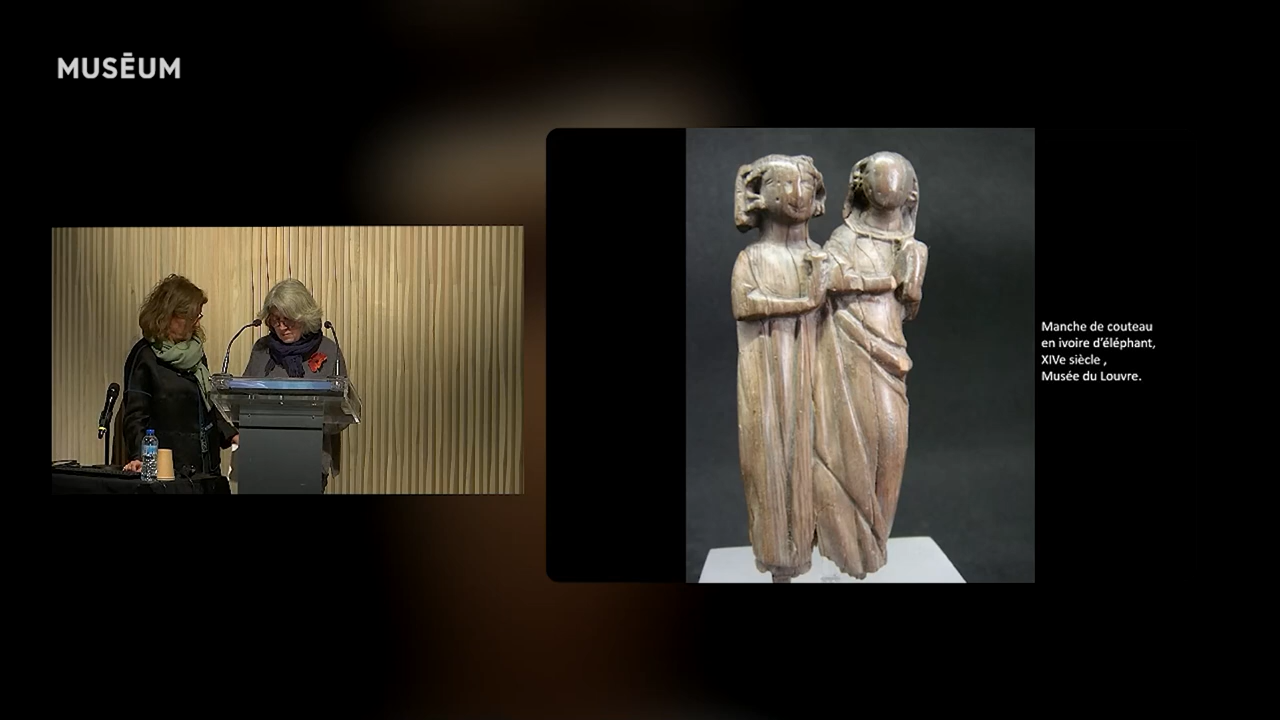 MUSĒUM
Manche de couteau
en ivoire d'éléphant,
XIVe siècle ,
Musée du Louvre.